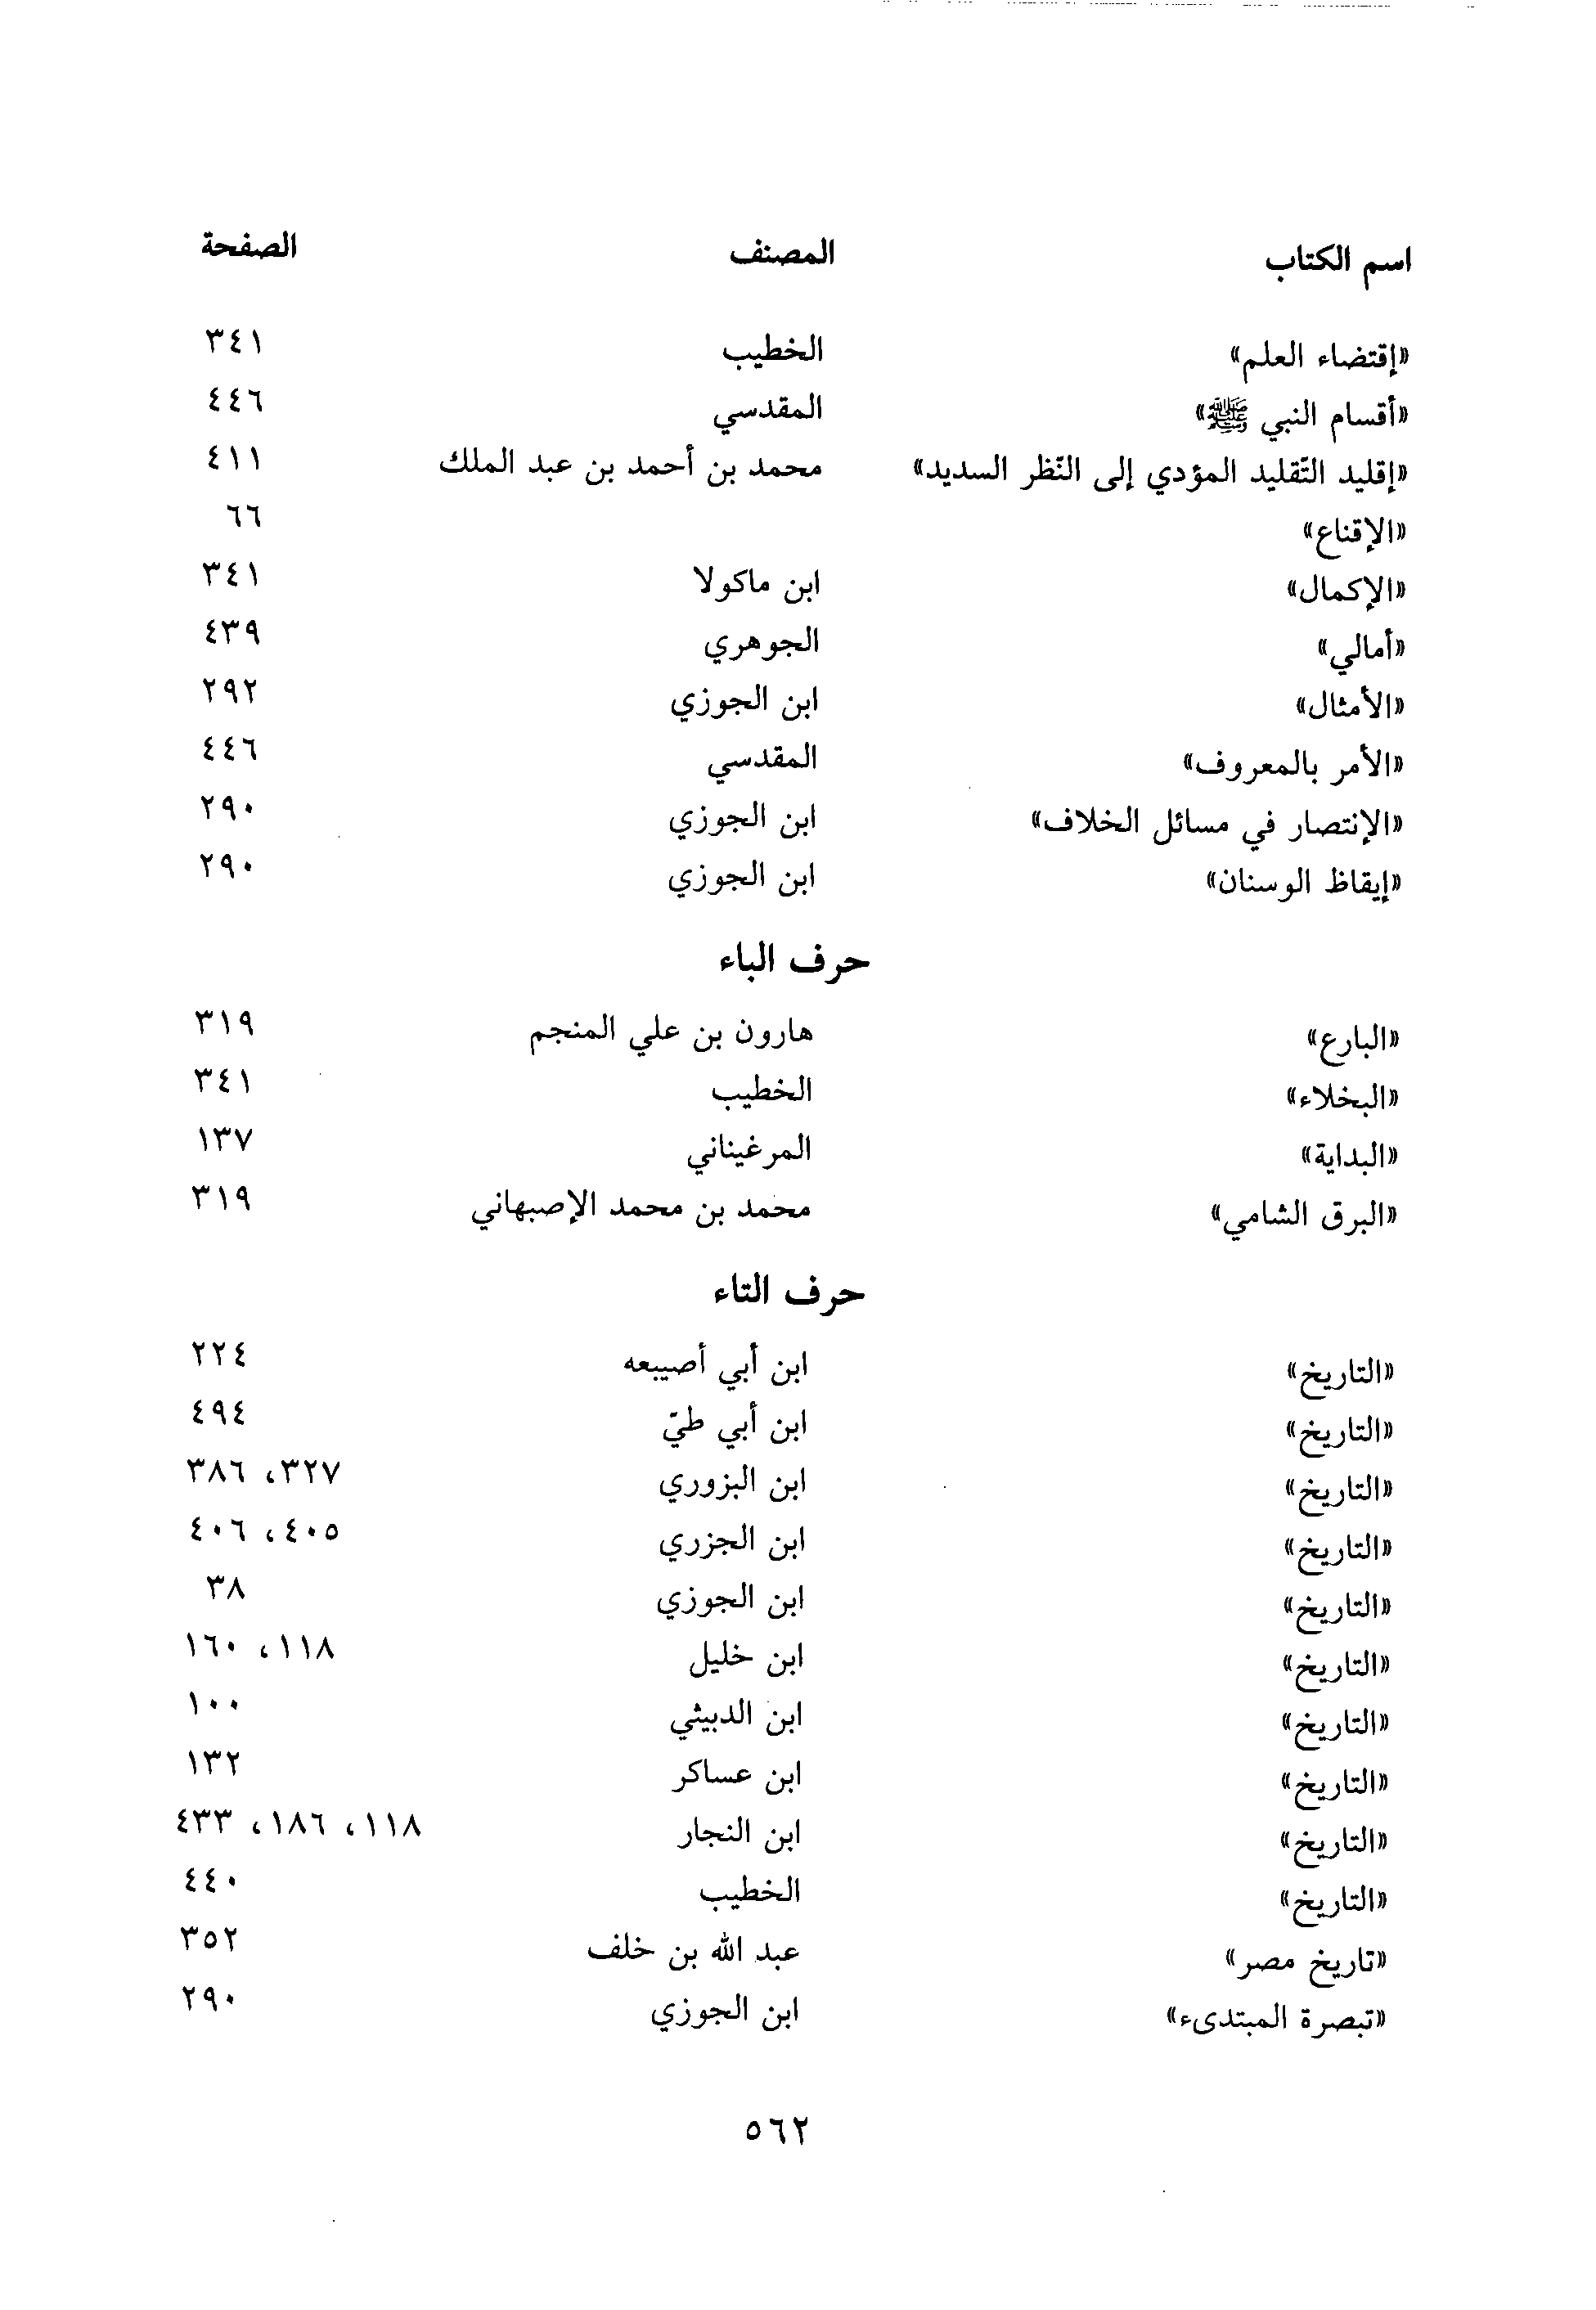 اسم الكتاب المصنف الصفحة
«إقتضاء العلم» الخطيب ٣٤١
«أقسام النبي ﷺ» المقدسي ٤٤٦
«إقليد التّقليد المؤدي إلى النّظر السديد» محمد بن أحمد بن عبد الملك ٤١١
«الإقناع» ٦٦
«الإكمال» ابن ماكولا ٣٤١
«أمالي» الجوهري ٤٣٩
«الأمثال» ابن الجوزي ٢٩٢
«الأمر بالمعروف» المقدسي ٤٤٦
«الإنتصار في مسائل الخلاف» ابن الجوزي ٢٩٠
«إيقاظ الوسنان» ابن الجوزي ٢٩٠
حرف الباء
«البارع» هارون بن علي المنجم ٣١٩
«البخلاء» الخطيب ٣٤١
«البداية» المرغيناني ١٣٧
«البرق الشامي» محمد بن محمد الإصبهاني ٣١٩
حرف التاء
«التاريخ» ابن أبي أصيبعه ٢٢٤
«التاريخ» ابن أبي طيّ ٤٩٤
«التاريخ» ابن البزوري ٣٢٧، ٣٨٦
«التاريخ» ابن الجزري ٤٠٥، ٤٠٦
«التاريخ» ابن الجوزي ٣٨
«التاريخ» ابن خليل ١١٨، ١٦٠
«التاريخ» ابن الدبيثي ١٠٠
«التاريخ» ابن عساكر ١٣٢
«التاريخ» ابن النجار ١١٨، ١٨٦، ٤٣٣
«التاريخ» الخطيب ٤٤٠
«تاريخ مصر» عبد الله بن خلف ٣٥٢
«تبصرة المبتدىء» ابن الجوزي ٢٩٠
٥٦٢